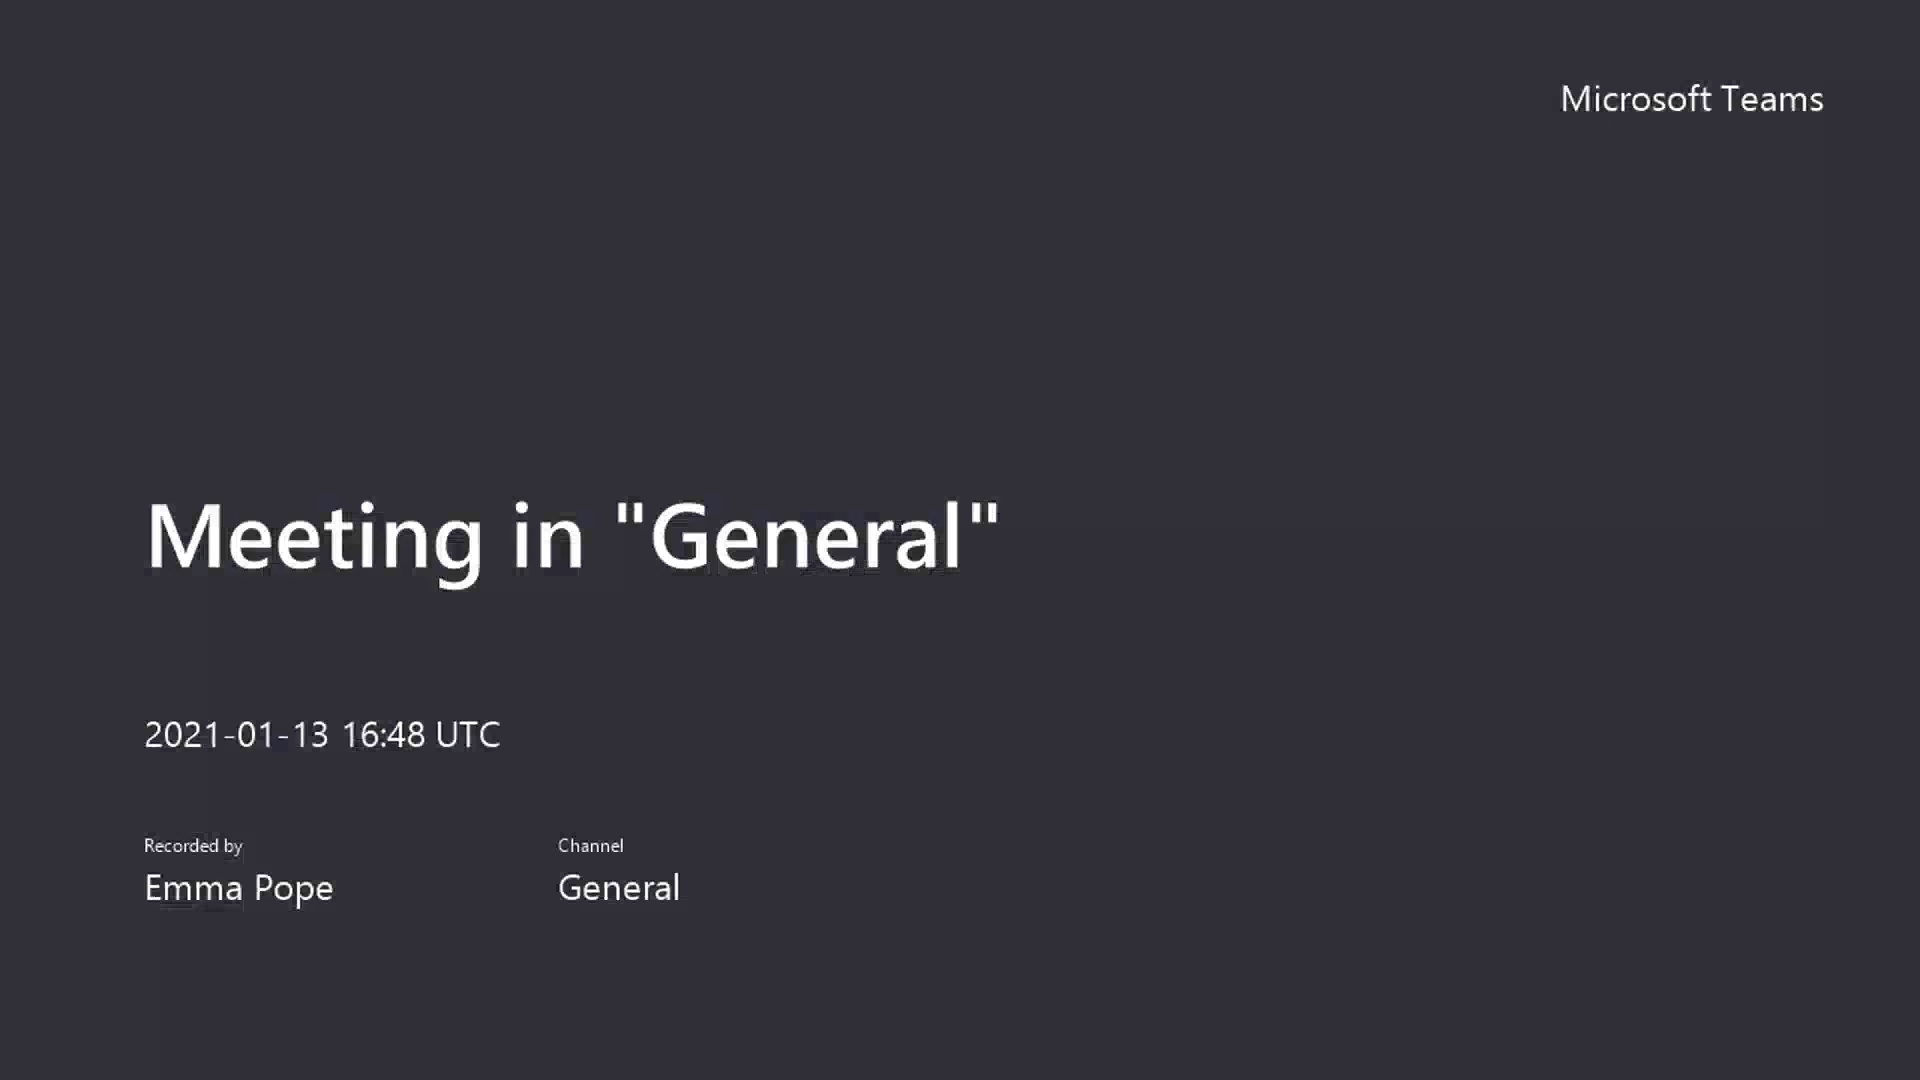 Microsoft Teams
Meeting in "General"
2021-01-13 16:48 UTC
Recorded by
Emma Pope
Channel
General